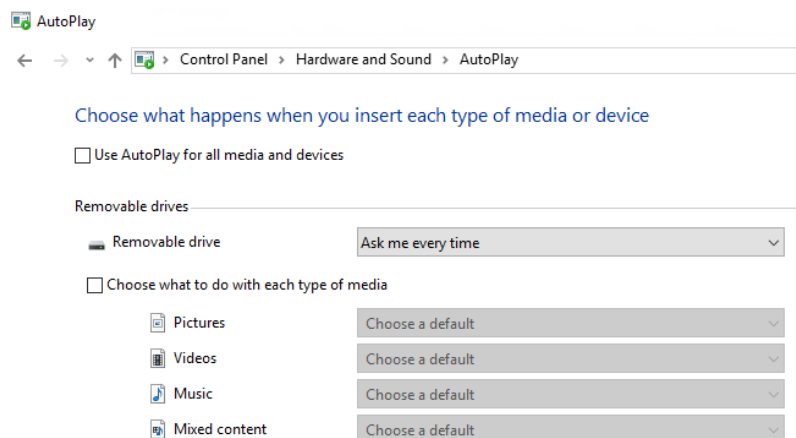 AutoPlay
Control Panel > Hardware and Sound > AutoPlay
Choose what happens when you insert each type of media or device
Use AutoPlay for all media and devices
Removable drives
Removable drive Ask me every time
Choose what to do with each type of media
Pictures Choose a default
Videos Choose a default
Music Choose a default
Mixed content Choose a default